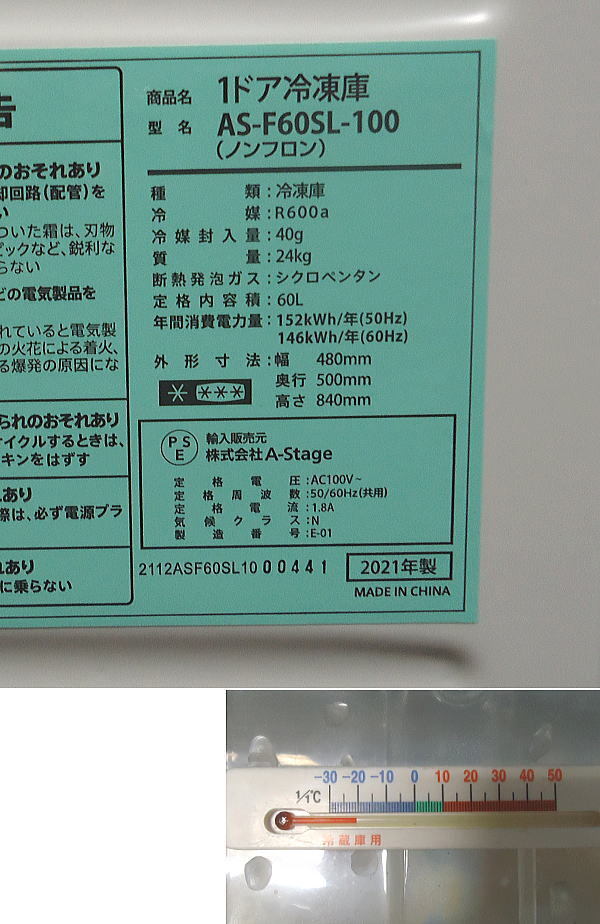 告
のおそれあり
却回路（配管）を
い
ついた霜は、刃物
ピックなど、鋭利な
らない
どの電気製品を
れていると電気製
の火花による着火、
る爆発の原因にな
られのおそれあり
サイクルするときは、
キンをはずす
あり
際は、必ず電源プラ
れあり
に乗らない
商品名 1ドア冷凍庫
型名 AS-F60SL-100
（ノンフロン）
種類：冷凍庫
冷媒：R600a
冷媒封入量：40g
質量：24kg
断熱発泡ガス：シクロペンタン
定格内容積：60L
年間消費電力量：152kWh/年(50Hz)
146kWh/年(60Hz)
外形寸法：幅 480mm
奥行 500mm
高さ 840mm
PSE
輸入販売元
株式会社A-Stage
定格電圧：AC100V~
定格周波数：50/60Hz(共用)
定格電流：1.8A
気候クラス：N
製造番号：E-01
2112ASF60SL1000441 2021年製
MADE IN CHINA
-30 -20 -10 0 10 20 30 40 50
1/1℃
冷蔵庫用